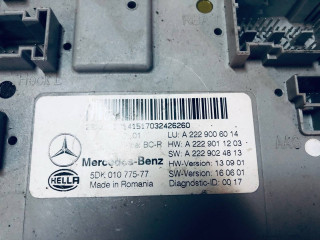 BC-R
Mercedes-Benz
HELLA
5DK 010 775-77
Made in Romania
LU: A 222 900 60 14
HW: A 222 901 12 03
SW: A 222 902 48 13
HW-Version: 13 09 01
SW-Version: 16 06 01
Diagnostic-ID: 00 17